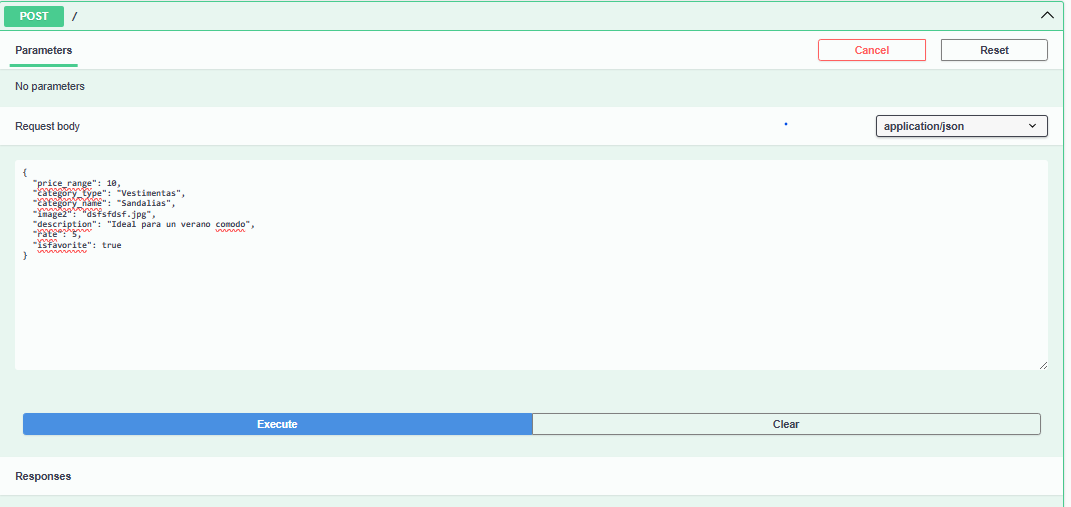 POST /
Parameters Cancel Reset
No parameters
Request body application/json
{
"price_range": 10,
"category_type": "Vestimentas",
"category_name": "Sandalias",
"image2": "dsfsfdsf.jpg",
"description": "Ideal para un verano comodo",
"rate": 5,
"isfavorite": true
}
Execute Clear
Responses